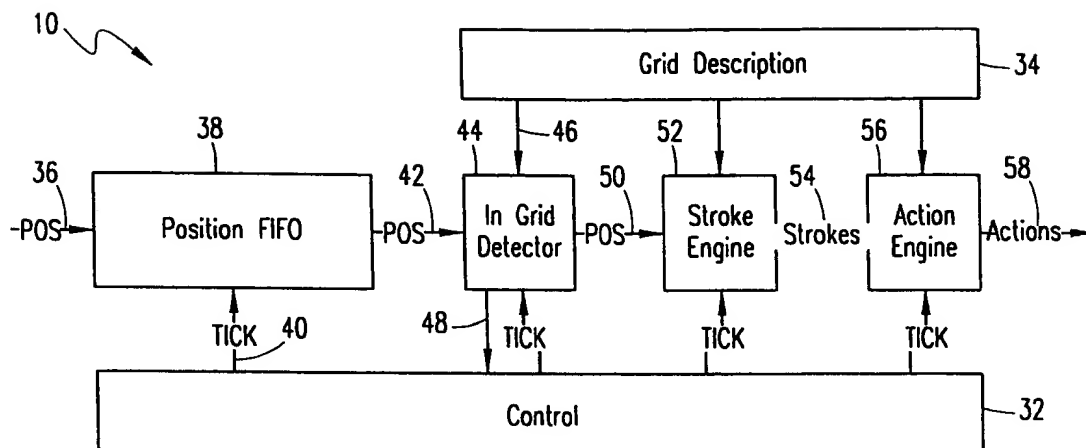 10
Grid Description
34
36
38
42
44
46
50
52
54
56
58
POS
Position FIFO
POS
In Grid
Detector
POS
Stroke
Engine
Strokes
Action
Engine
Actions
TICK
40
48
TICK
TICK
TICK
Control
32